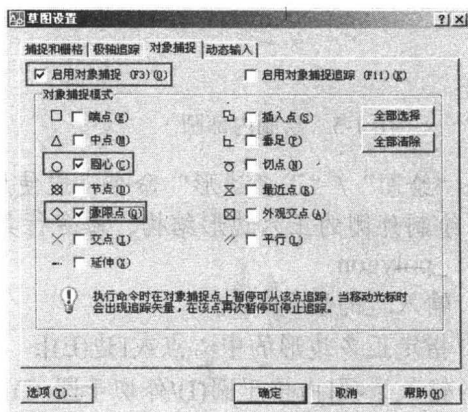 草图设置
捕捉和栅格 极轴追踪 对象捕捉 动态输入
启用对象捕捉 (F3)(O)
启用对象捕捉追踪 (F11)(K)
对象捕捉模式
端点(E)
插入点(S)
全部选择
中点(M)
垂足(P)
全部清除
圆心(C)
切点(N)
节点(D)
最近点(R)
象限点(Q)
外观交点(A)
交点(I)
平行(L)
延伸(X)
执行命令时在对象捕捉点上暂停可从该点追踪，当移动光标时
会出现追踪矢量，在该点再次暂停可停止追踪。
选项(T)...
确定
取消
帮助(H)